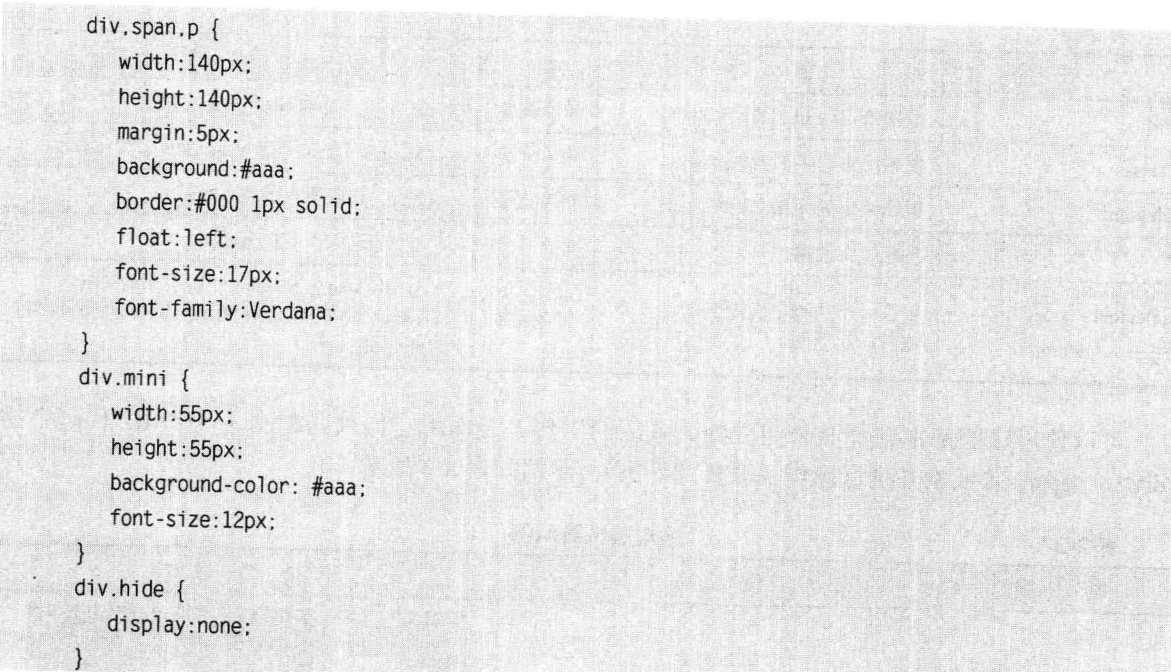 div,span,p {
width:140px;
height:140px;
margin:5px;
background:#aaa;
border:#000 1px solid;
float:left;
font-size:17px;
font-family:Verdana;
}
div.mini {
width:55px;
height:55px;
background-color: #aaa;
font-size:12px;
}
div.hide {
display:none;
}